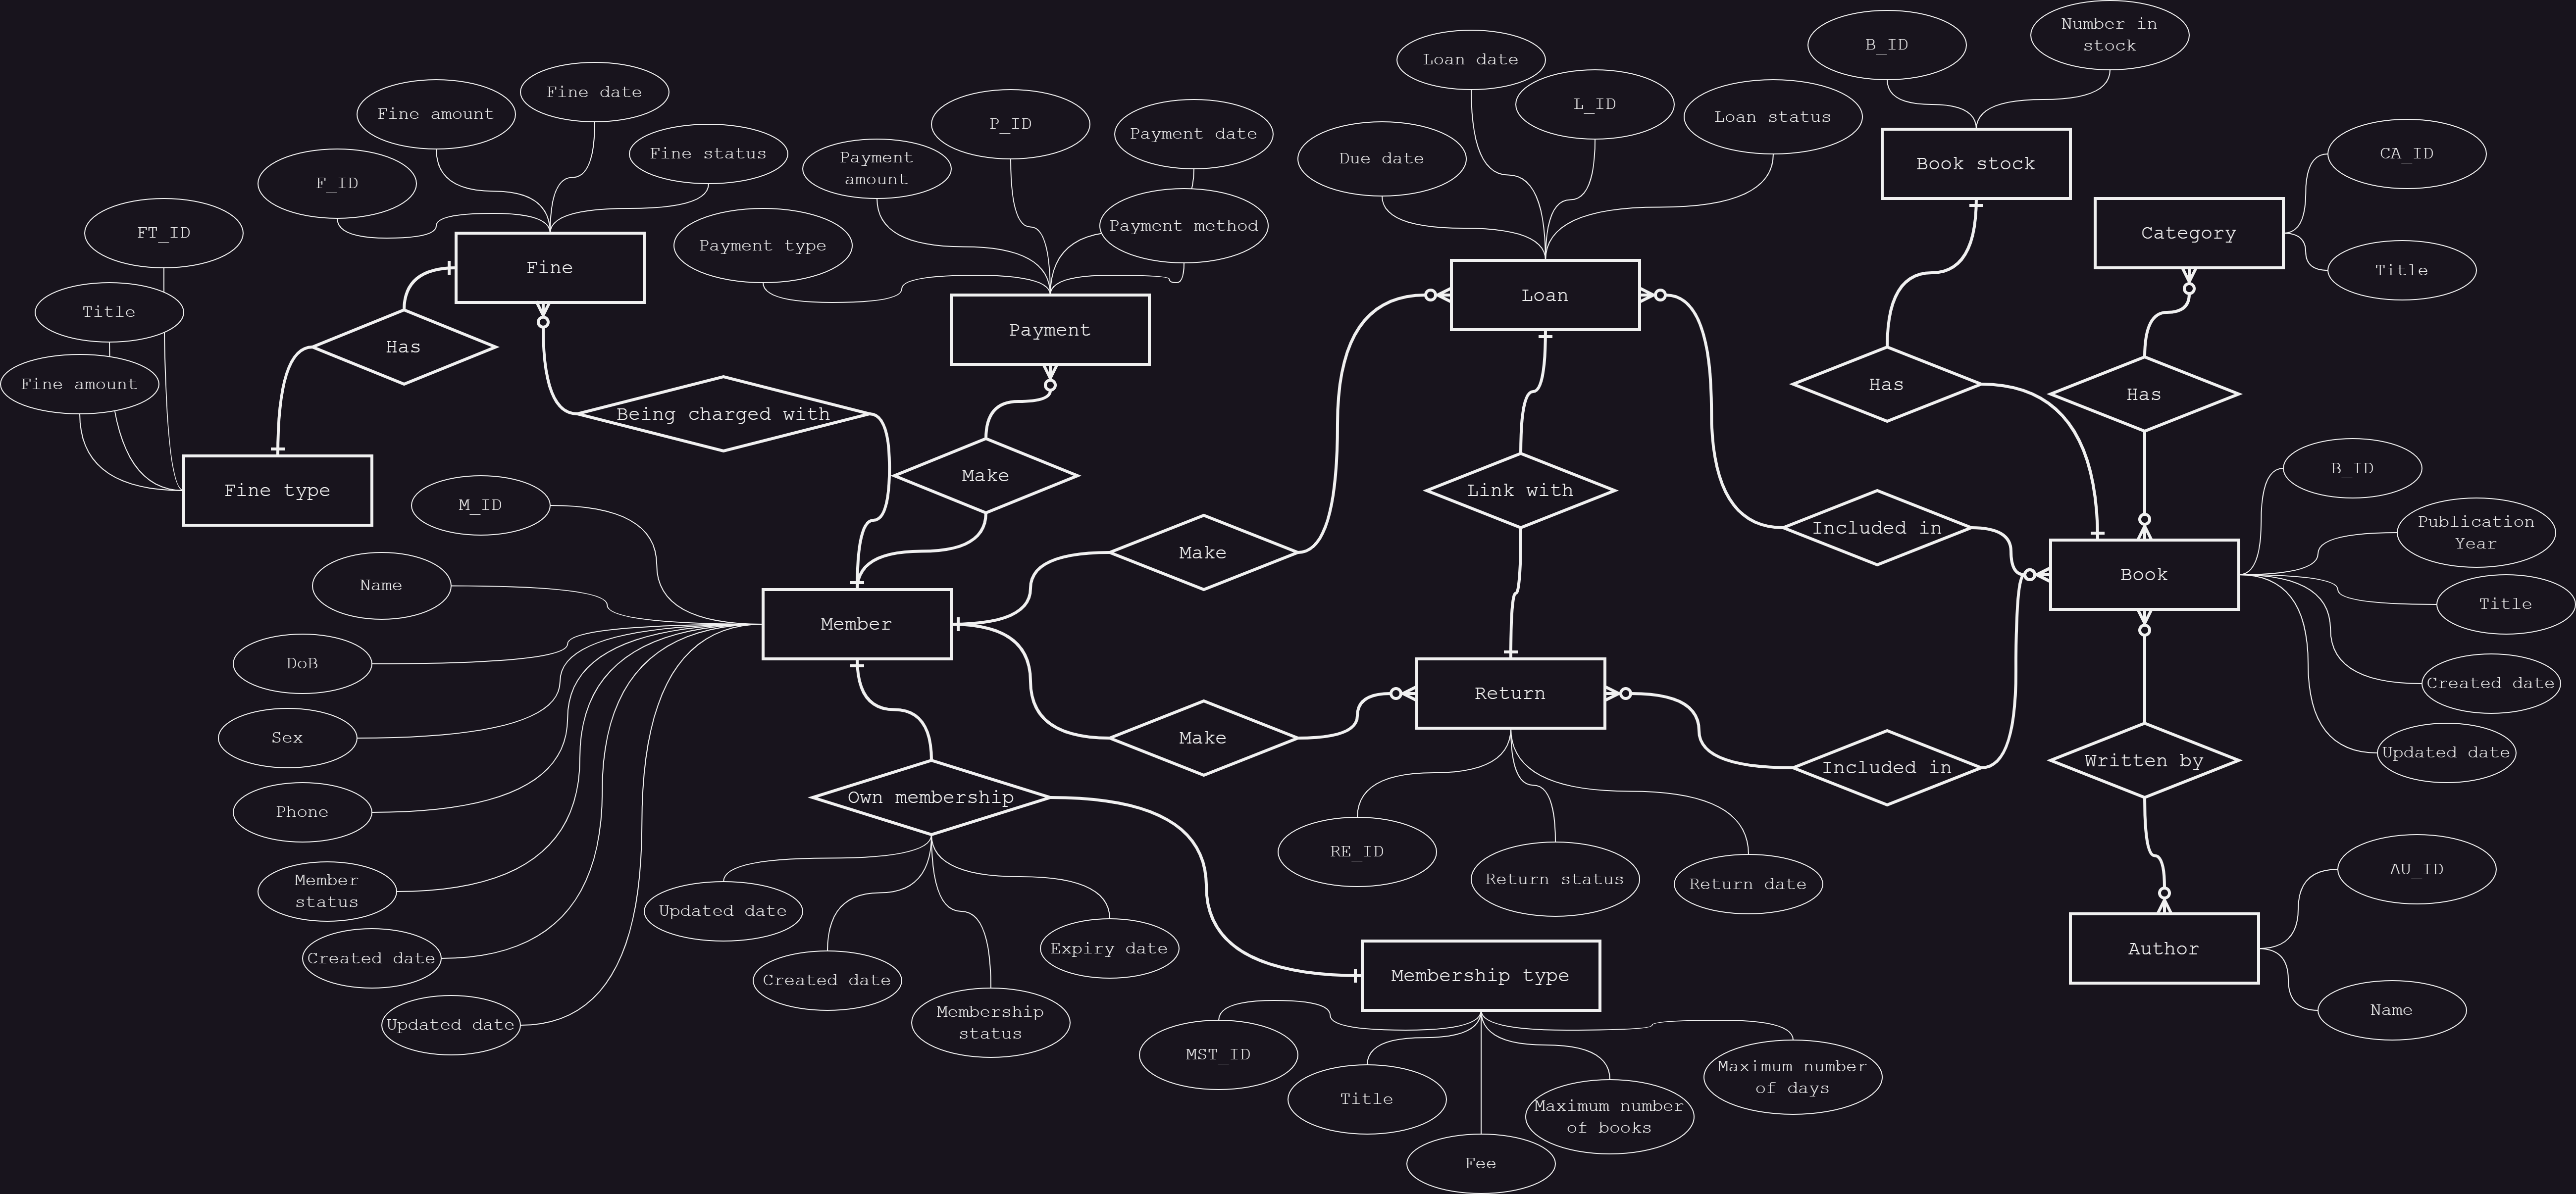 Number in
stock
B_ID
Loan date
Fine date
L_ID
Fine amount
Loan status
P_ID
Payment date
Fine status
Payment
amount
Due date
CA_ID
Book stock
F_ID
Payment method
FT_ID
Category
Payment type
Fine
Title
Loan
Title
Payment
Has
Fine amount
Has
Has
Being charged with
B_ID
Make
Fine type
Link with
M_ID
Publication
Year
Included in
Make
Book
Name
Title
Member
DoB
Created date
Return
Sex
Make
Updated date
Written by
Included in
Own membership
Phone
RE_ID
AU_ID
Return status
Return date
Member
status
Updated date
Author
Expiry date
Created date
Membership type
Created date
Name
Membership
status
Updated date
MST_ID
Maximum number
of days
Title
Maximum number
of books
Fee